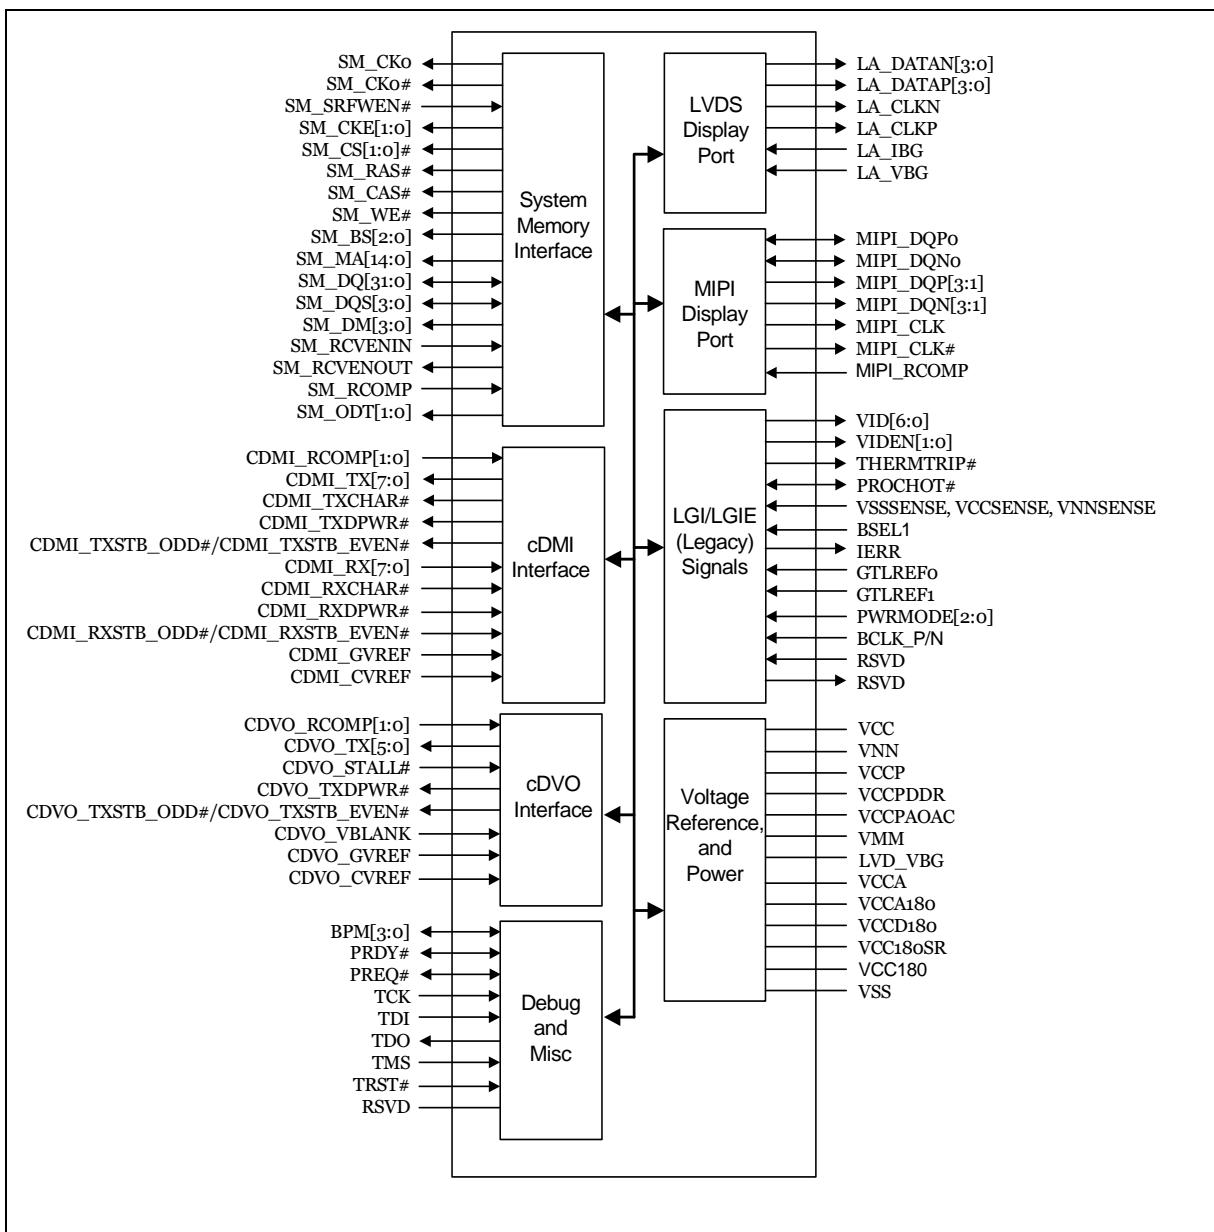 SM_CK0
SM_CK0#
SM_SRFWEN#
SM_CKE[1:0]
SM_CS[1:0]#
SM_RAS#
SM_CAS#
SM_WE#
SM_BS[2:0]
SM_MA[14:0]
SM_DQ[31:0]
SM_DQS[3:0]
SM_DM[3:0]
SM_RCVENIN
SM_RCVENOUT
SM_RCOMP
SM_ODT[1:0]
System
Memory
Interface
CDMI_RCOMP[1:0]
CDMI_TX[7:0]
CDMI_TXCHAR#
CDMI_TXDPWR#
CDMI_TXSTB_ODD#/CDMI_TXSTB_EVEN#
CDMI_RX[7:0]
CDMI_RXCHAR#
CDMI_RXDPWR#
CDMI_RXSTB_ODD#/CDMI_RXSTB_EVEN#
CDMI_GVREF
CDMI_CVREF
cDMI
Interface
CDVO_RCOMP[1:0]
CDVO_TX[5:0]
CDVO_STALL#
CDVO_TXDPWR#
CDVO_TXSTB_ODD#/CDVO_TXSTB_EVEN#
CDVO_VBLANK
CDVO_GVREF
CDVO_CVREF
cDVO
Interface
BPM[3:0]
PRDY#
PREQ#
TCK
TDI
TDO
TMS
TRST#
RSVD
Debug
and
Misc
LVDS
Display
Port
LA_DATAN[3:0]
LA_DATAP[3:0]
LA_CLKN
LA_CLKP
LA_IBG
LA_VBG
MIPI
Display
Port
MIPI_DQP0
MIPI_DQN0
MIPI_DQP[3:1]
MIPI_DQN[3:1]
MIPI_CLK
MIPI_CLK#
MIPI_RCOMP
LGI/LGIE
(Legacy)
Signals
VID[6:0]
VIDEN[1:0]
THERMTRIP#
PROCHOT#
VSSSENSE, VCCSENSE, VNNSENSE
BSEL1
IERR
GTLREF0
GTLREF1
PWRMODE[2:0]
BCLK_P/N
RSVD
RSVD
Voltage
Reference,
and
Power
VCC
VNN
VCCP
VCCPDDR
VCCPAOAC
VMM
LVD_VBG
VCCA
VCCA180
VCCD180
VCC180SR
VCC180
VSS